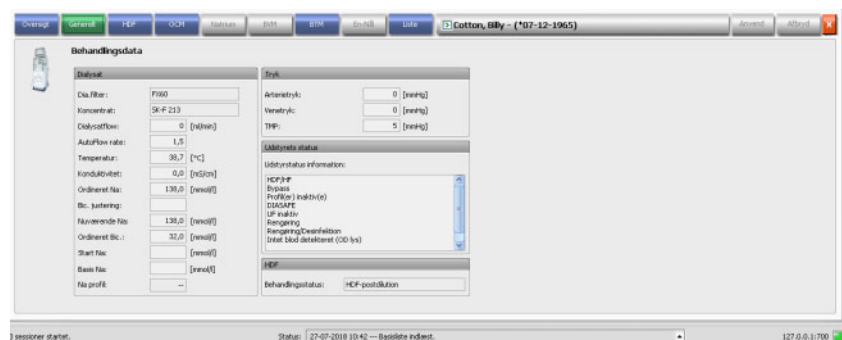 Oversigt Generelt HDF OCM Natrium BVM BTM En-Nål Liste Cotton, Billy - (*07-12-1965) Anvend Afbryd X
Behandlingsdata
Dialysat
Dia.filter: FX60
Koncentrat: SK-F 213
Dialysatflow: 0 [ml/min]
AutoFlow rate: 1,5
Temperatur: 38,7 [°C]
Konduktivitet: 0,0 [mS/cm]
Ordineret Na: 138,0 [mmol/l]
Bic. justering:
Nuværende Na: 138,0 [mmol/l]
Ordineret Bic.: 32,0 [mmol/l]
Start Na: [mmol/l]
Basis Na: [mmol/l]
Na profil: --
Tryk
Arterietryk: 0 [mmHg]
Venetryk: 0 [mmHg]
TMP: 5 [mmHg]
Udstyrets status
Udstyrstatus information:
HDF/HF
Bypass
Profil(er) inaktiv(e)
DIASAFE
UF inaktiv
Rengøring
Rengøring/Desinfektion
Intet blod detekteret (OD lys)
HDF
Behandlingsstatus: HDF-postdilution
sessioner startet. Status: 27-07-2018 10:42 --- Basisliste indlæst. 127.0.0.1:700